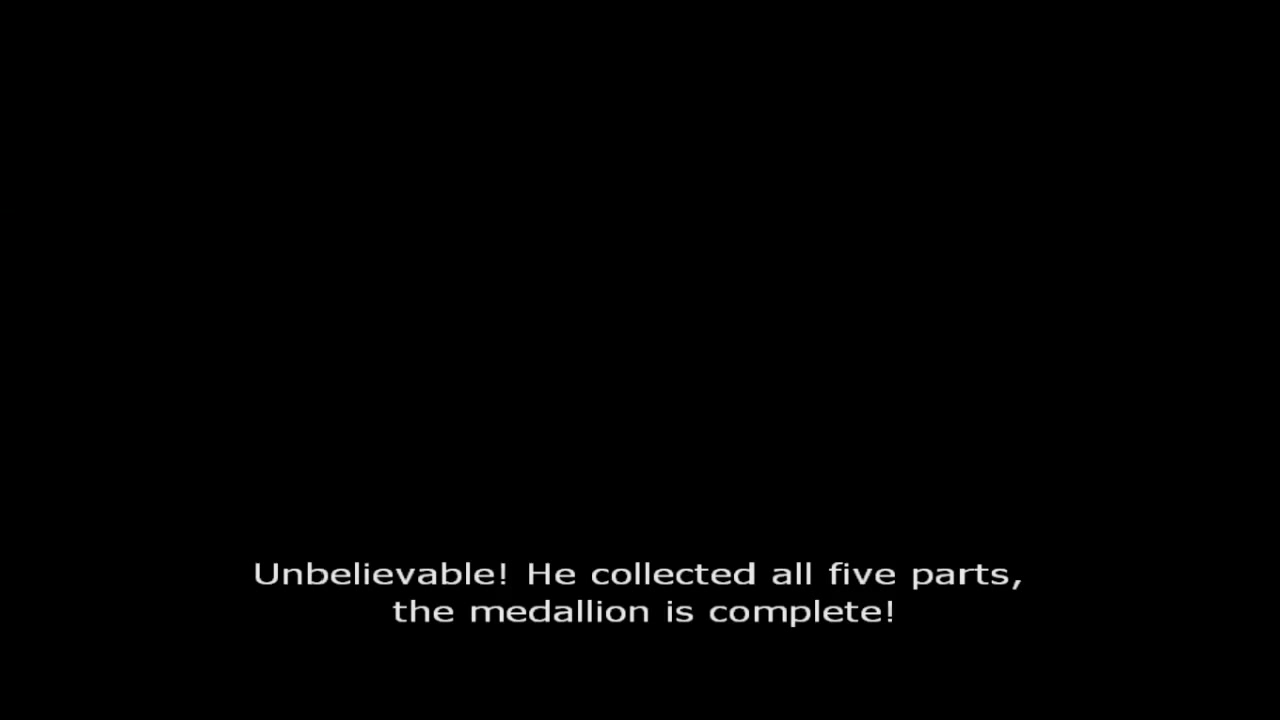 Unbelievable! He collected all five parts,
the medallion is complete!